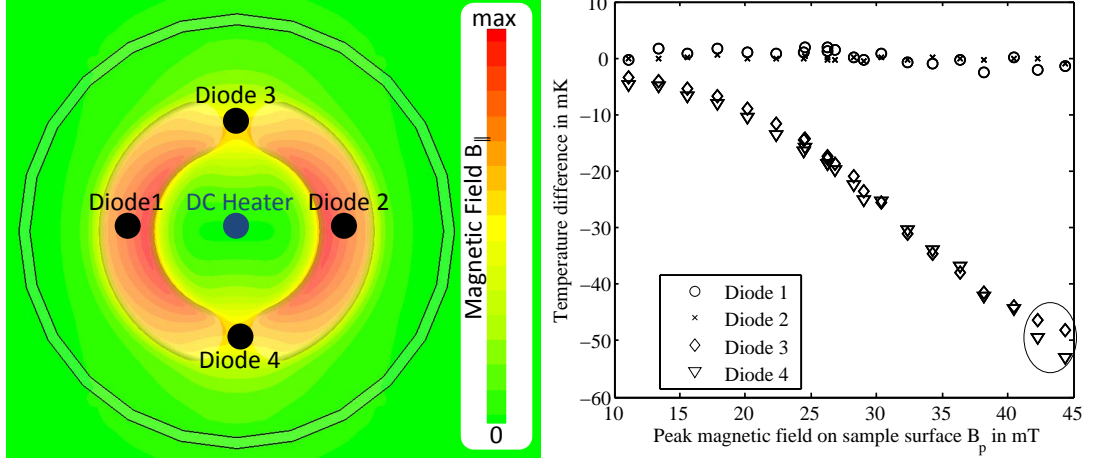 max
Diode 3
Diode1
DC Heater
Diode 2
Diode 4
Magnetic Field B||
0
10
0
−10
−20
−30
−40
−50
−60
Temperature difference in mK
Diode 1
Diode 2
Diode 3
Diode 4
10 15 20 25 30 35 40 45
Peak magnetic field on sample surface Bp in mT